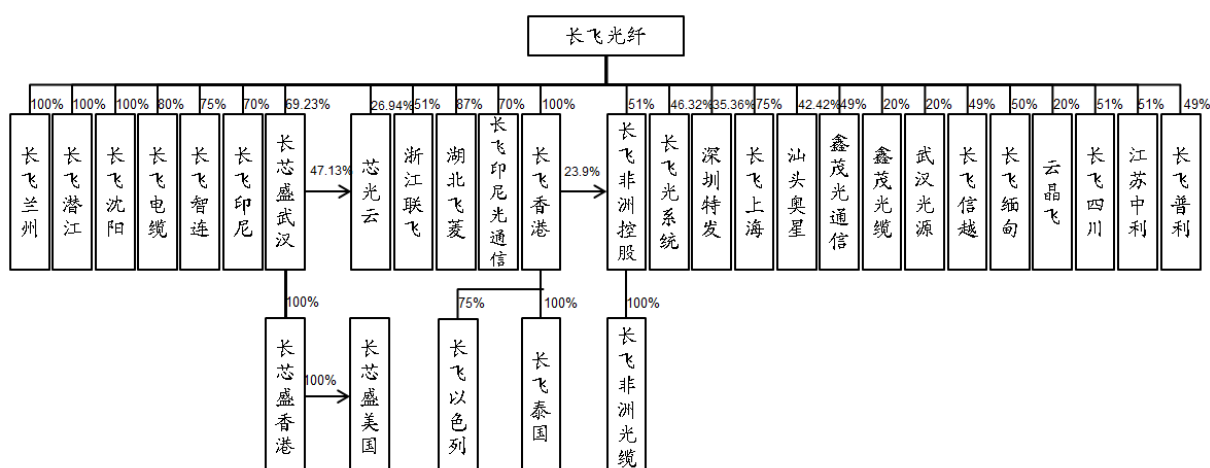 长飞光纤
100%
100%
100%
80%
75%
70%
69.23%
26.94%
51%
87%
70%
100%
51%
46.32%
35.36%
75%
42.42%
49%
20%
20%
49%
50%
20%
51%
51%
49%
长飞兰州
长飞潜江
长飞沈阳
长飞电缆
长飞智连
长飞印尼
长芯盛武汉
47.13%
芯光云
浙江联飞
湖北飞菱
长飞印尼光通信
长飞香港
23.9%
长飞非洲控股
长飞光系统
深圳特发
长飞上海
汕头奥星
鑫茂光通信
鑫茂光缆
武汉光源
长飞信越
长飞缅甸
云晶飞
长飞四川
江苏中利
长飞普利
100%
75%
100%
100%
长芯盛香港
100%
长芯盛美国
长飞以色列
长飞泰国
长飞非洲光缆